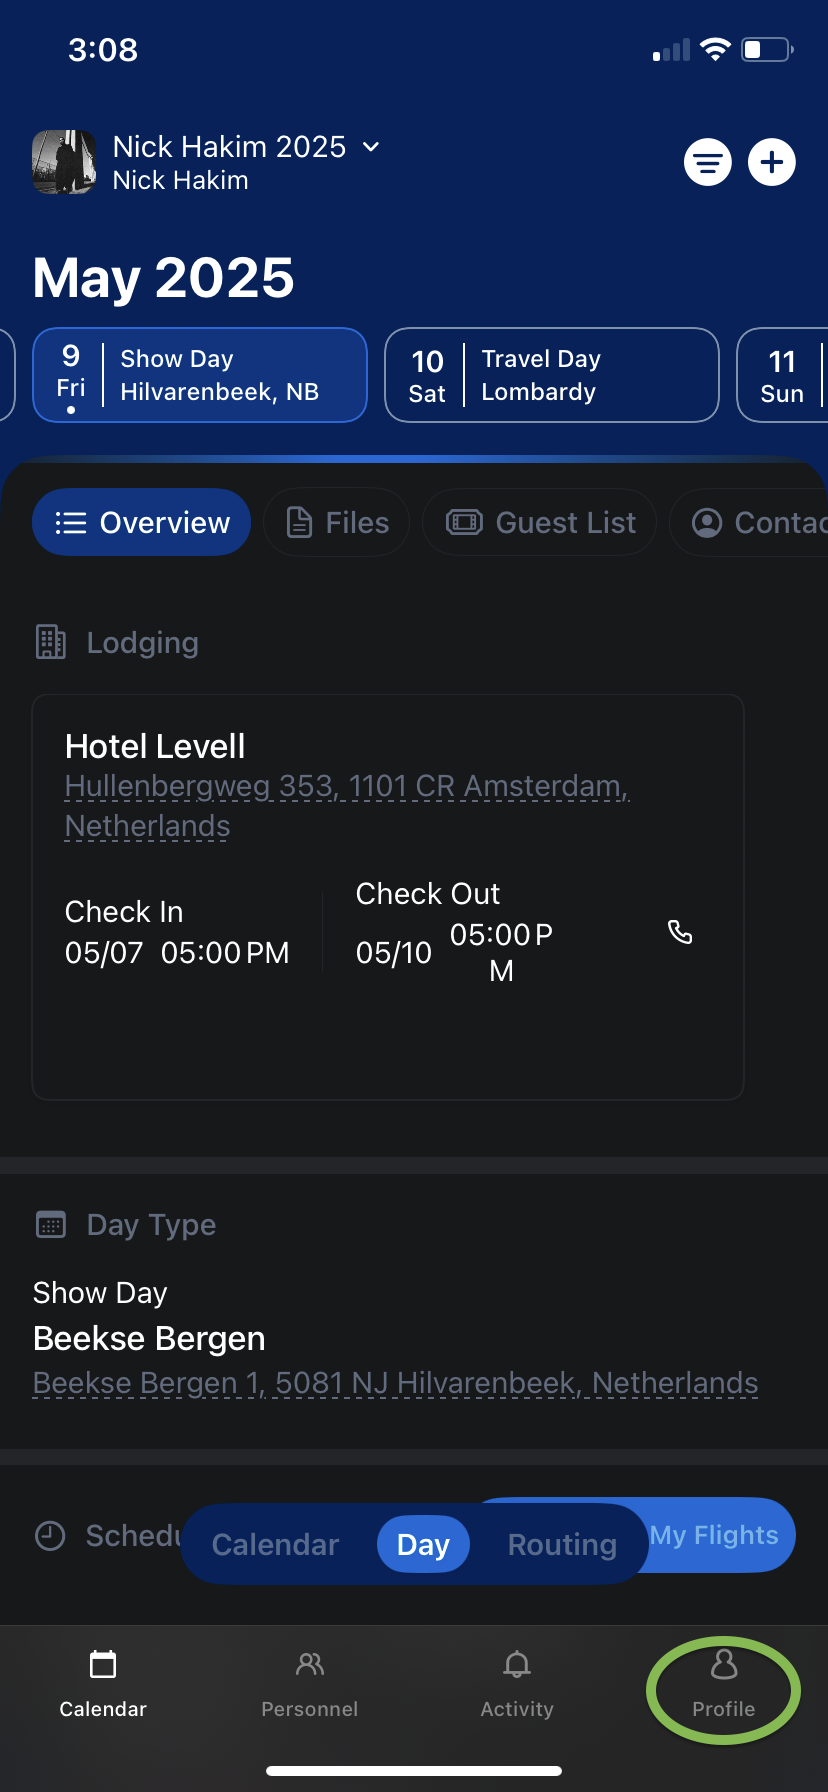 3:08
Nick Hakim 2025
Nick Hakim
May 2025
9
Fri
Show Day
Hilvarenbeek, NB
10
Sat
Travel Day
Lombardy
11
Sun
Overview
Files
Guest List
Contac
Lodging
Hotel Levell
Hullenbergweg 353, 1101 CR Amsterdam,
Netherlands
Check In
05/07 05:00 PM
Check Out
05/10 05:00 P
M
Day Type
Show Day
Beekse Bergen
Beekse Bergen 1, 5081 NJ Hilvarenbeek, Netherlands
Schedu
Calendar
Day
Routing
My Flights
Calendar
Personnel
Activity
Profile